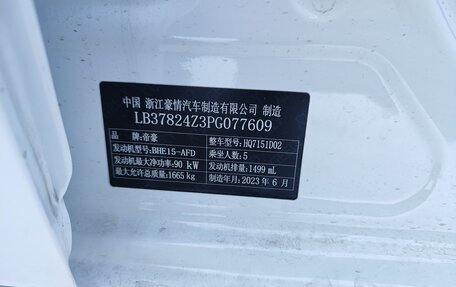 中国 浙江豪情汽车制造有限公司 制造
LB37824Z3PG077609
品 牌:帝豪 整车型号:HQ7151D02
发动机型号:BHE15-AFD 乘坐人数:5
发动机最大净功率:90 kW 发动机排量:1499 mL
最大允许总质量:1665 kg 制造年月:2023 年 6 月